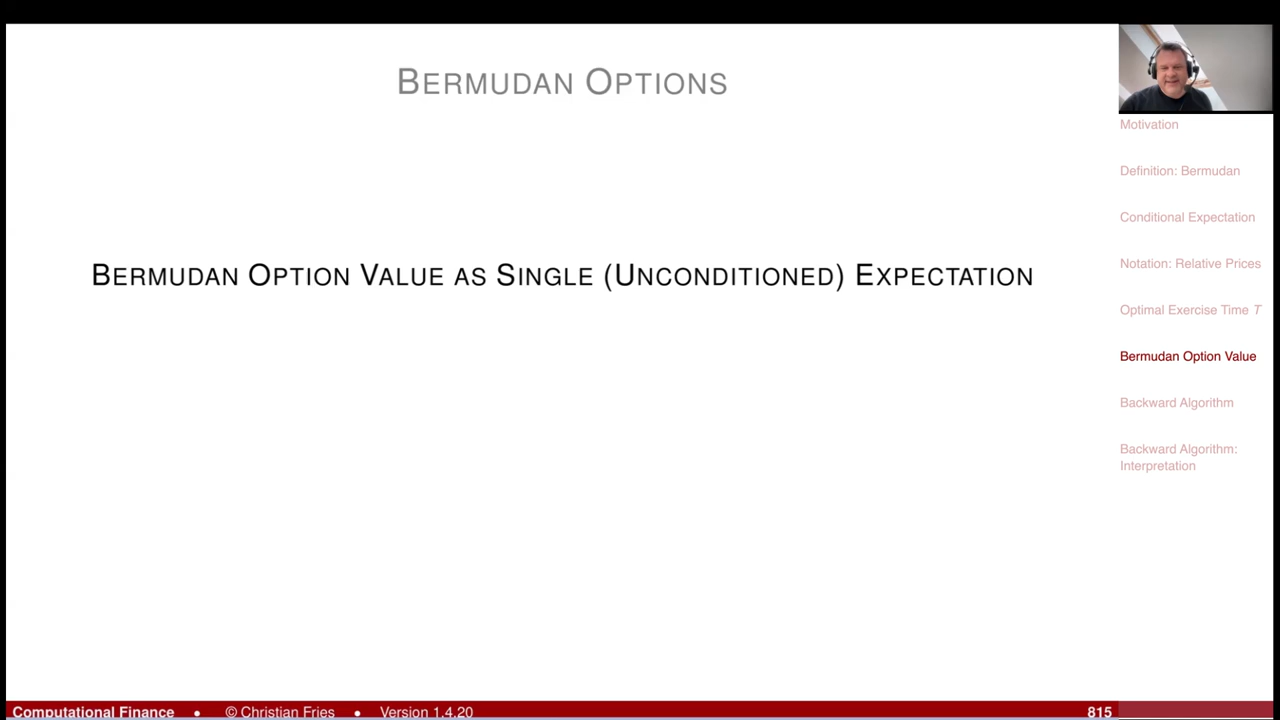 BERMUDAN OPTIONS
BERMUDAN OPTION VALUE AS SINGLE (UNCONDITIONED) EXPECTATION
Motivation
Definition: Bermudan
Conditional Expectation
Notation: Relative Prices
Optimal Exercise Time T
Bermudan Option Value
Backward Algorithm
Backward Algorithm:
Interpretation
Computational Finance • © Christian Fries • Version 1.4.20 815